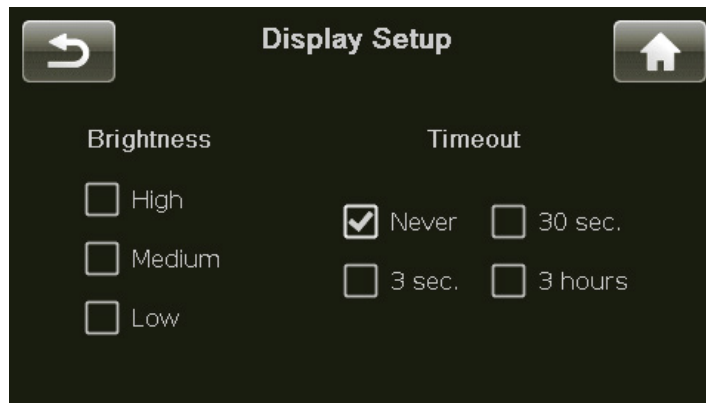 Display Setup
Brightness
High
Medium
Low
Timeout
Never
30 sec.
3 sec.
3 hours